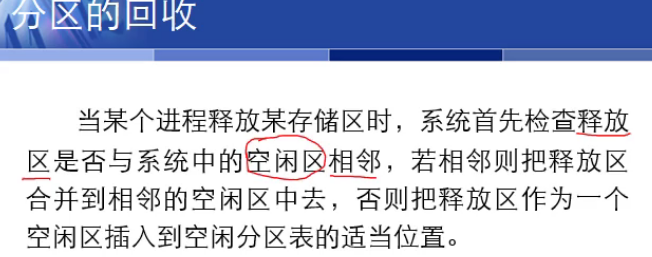 分区的回收
当某个进程释放某存储区时，系统首先检查释放
区是否与系统中的空闲区相邻，若相邻则把释放区
合并到相邻的空闲区中去，否则把释放区作为一个
空闲区插入到空闲分区表的适当位置。